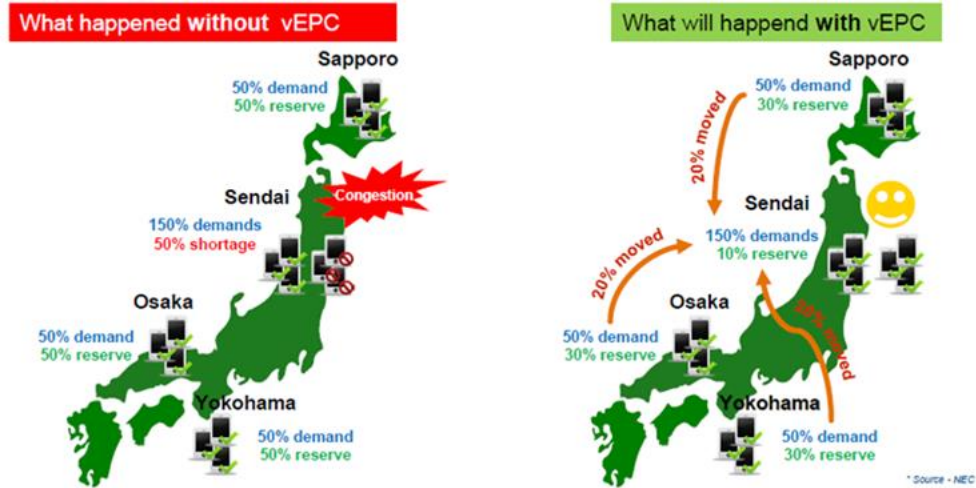 What happened without vEPC
Sapporo
50% demand
50% reserve
Congestion
Sendai
150% demands
50% shortage
Osaka
50% demand
50% reserve
Yokohama
50% demand
50% reserve
What will happend with vEPC
Sapporo
50% demand
30% reserve
20% moved
Sendai
150% demands
10% reserve
20% moved
Osaka
50% demand
30% reserve
20% moved
Yokohama
50% demand
30% reserve
* Source - NEC